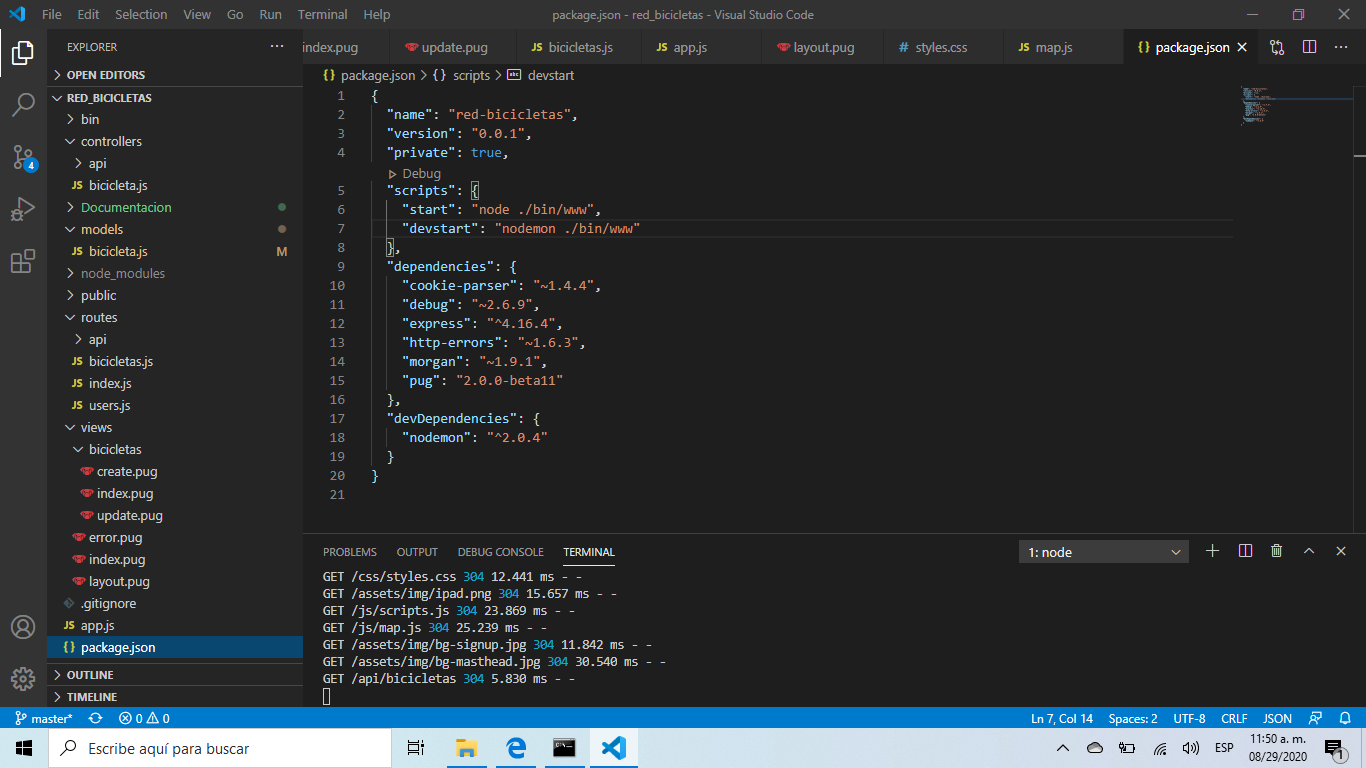 File Edit Selection View Go Run Terminal Help
package.json - red_bicicletas - Visual Studio Code
EXPLORER
OPEN EDITORS
RED_BICICLETAS
bin
controllers
api
JS bicicleta.js
Documentacion
models
JS bicicleta.js M
node_modules
public
routes
api
JS bicicletas.js
JS index.js
JS users.js
views
bicicletas
create.pug
index.pug
update.pug
error.pug
index.pug
layout.pug
.gitignore
JS app.js
{} package.json
OUTLINE
TIMELINE
4
index.pug update.pug JS bicicletas.js JS app.js layout.pug # styles.css JS map.js {} package.json
{} package.json > {} scripts > abc devstart
1 {
2 "name": "red-bicicletas",
3 "version": "0.0.1",
4 "private": true,
Debug
5 "scripts": {
6 "start": "node ./bin/www",
7 "devstart": "nodemon ./bin/www"
8 },
9 "dependencies": {
10 "cookie-parser": "~1.4.4",
11 "debug": "~2.6.9",
12 "express": "^4.16.4",
13 "http-errors": "~1.6.3",
14 "morgan": "~1.9.1",
15 "pug": "2.0.0-beta11"
16 },
17 "devDependencies": {
18 "nodemon": "^2.0.4"
19 }
20 }
21
PROBLEMS OUTPUT DEBUG CONSOLE TERMINAL
1: node
GET /css/styles.css 304 12.441 ms - -
GET /assets/img/ipad.png 304 15.657 ms - -
GET /js/scripts.js 304 23.869 ms - -
GET /js/map.js 304 25.239 ms - -
GET /assets/img/bg-signup.jpg 304 11.842 ms - -
GET /assets/img/bg-masthead.jpg 304 30.540 ms - -
GET /api/bicicletas 304 5.830 ms - -
master* 0 0
Ln 7, Col 14 Spaces: 2 UTF-8 CRLF JSON
Escribe aquí para buscar
ESP
11:50 a. m.
08/29/2020
1